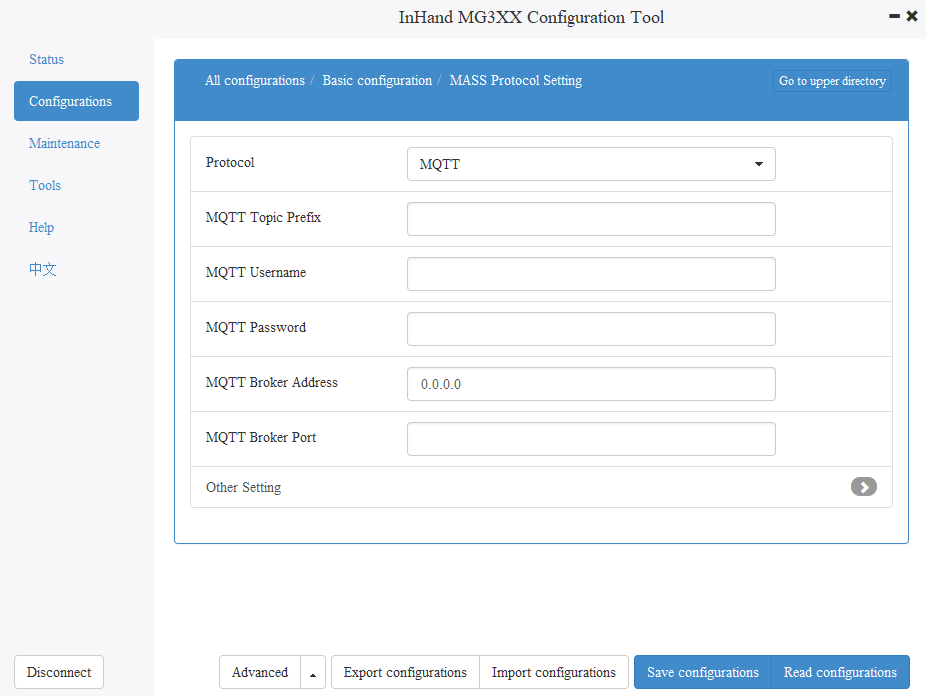 InHand MG3XX Configuration Tool
Status
Configurations
Maintenance
Tools
Help
中文
All configurations / Basic configuration / MASS Protocol Setting
Go to upper directory
Protocol
MQTT
MQTT Topic Prefix
MQTT Username
MQTT Password
MQTT Broker Address
0.0.0.0
MQTT Broker Port
Other Setting
Disconnect
Advanced
Export configurations
Import configurations
Save configurations
Read configurations